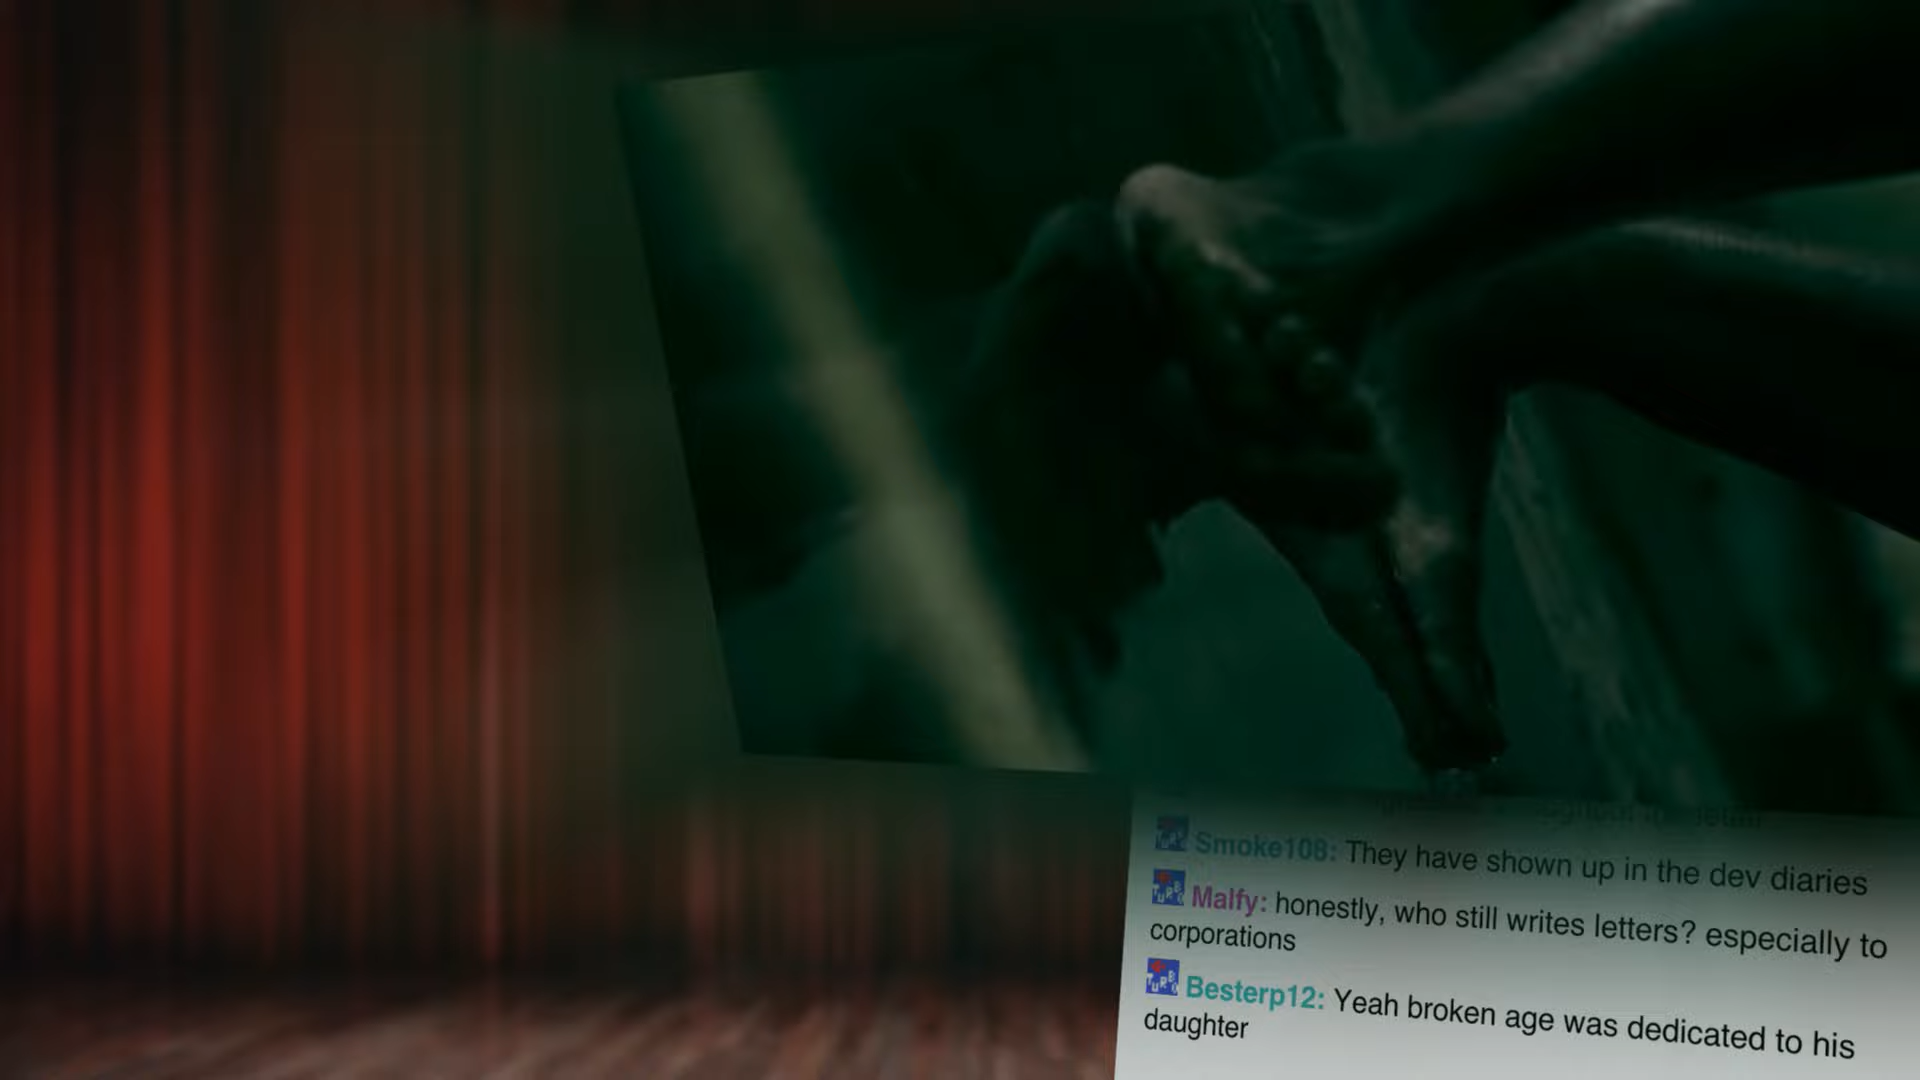 Smoke108: They have shown up in the dev diaries
Malfy: honestly, who still writes letters? especially to
corporations
Besterp12: Yeah broken age was dedicated to his
daughter